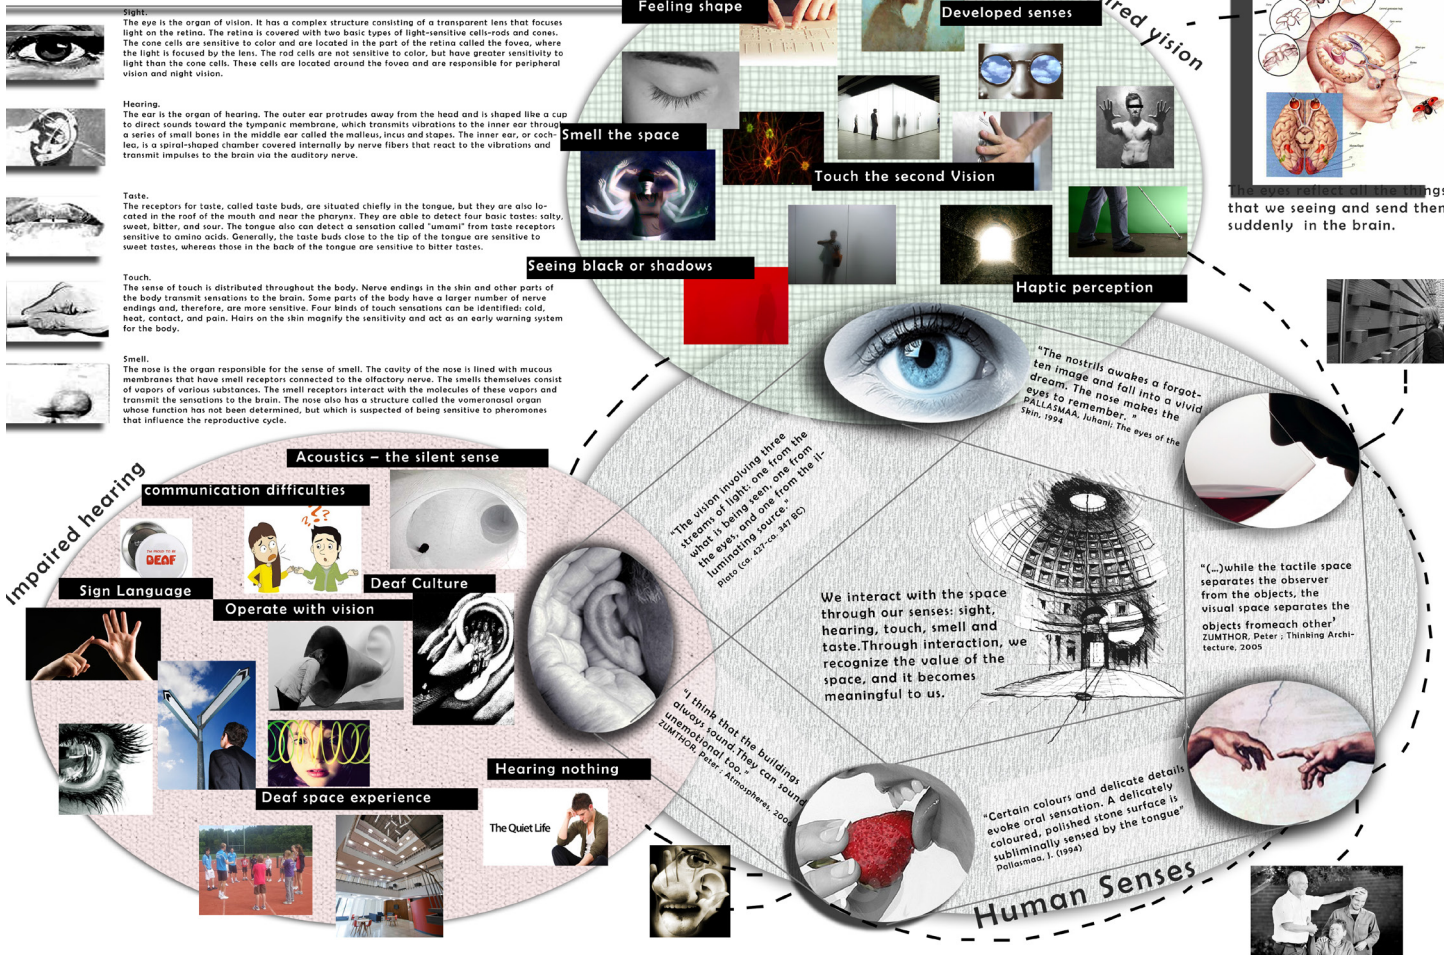 Sight.
The eye is the organ of vision. It has a complex structure consisting of a transparent lens that focuses
light on the retina. The retina is covered with two basic types of light-sensitive cells-rods and cones.
The cone cells are sensitive to color and are located in the part of the retina called the fovea, where
the light is focused by the lens. The rod cells are not sensitive to color, but have greater sensitivity to
light than the cone cells. These cells are located around the fovea and are responsible for peripheral
vision and night vision.
Hearing.
The ear is the organ of hearing. The outer ear protrudes away from the head and is shaped like a cup
to direct sounds toward the tympanic membrane, which transmits vibrations to the inner ear through
a series of small bones in the middle ear called the malleus, incus and stapes. The inner ear, or coch-
lea, is a spiral-shaped chamber covered internally by nerve fibers that react to the vibrations and
transmit impulses to the brain via the auditory nerve.
Taste.
The receptors for taste, called taste buds, are situated chiefly in the tongue, but they are also lo-
cated in the roof of the mouth and near the pharynx. They are able to detect four basic tastes: salty,
sweet, bitter, and sour. The tongue also can detect a sensation called "umami" from taste receptors
sensitive to amino acids. Generally, the taste buds close to the tip of the tongue are sensitive to
sweet tastes, whereas those in the back of the tongue are sensitive to bitter tastes.
Touch.
The sense of touch is distributed throughout the body. Nerve endings in the skin and other parts of
the body transmit sensations to the brain. Some parts of the body have a larger number of nerve
endings and, therefore, are more sensitive. Four kinds of touch sensations can be identified: cold,
heat, contact, and pain. Hairs on the skin magnify the sensitivity and act as an early warning system
for the body.
Smell.
The nose is the organ responsible for the sense of smell. The cavity of the nose is lined with mucous
membranes that have smell receptors connected to the olfactory nerve. The smells themselves consist
of vapors of various substances. The smell receptors interact with the molecules of these vapors and
transmit the sensations to the brain. The nose also has a structure called the vomeronasal organ
whose function has not been determined, but which is suspected of being sensitive to pheromones
that influence the reproductive cycle.
Feeling shape
Developed senses
ired vision
Smell the space
Touch the second Vision
Seeing black or shadows
Haptic perception
The eyes reflect all the things
that we seeing and send then
suddenly in the brain.
Impaired hearing
Acoustics – the silent sense
communication difficulties
I'M PROUD TO BE
DEAF
???
Sign Language
Deaf Culture
Operate with vision
Hearing nothing
Deaf space experience
The Quiet Life
"The vision involving three
streams of light: one from the
what is being seen, one from
the eyet, and one from the il-
luminating source."
Plato (ca. 427-ca. 347 BC)
"The nostrills awakes a forgot-
ten image and fall into a vivid
dream. The nose makes the
eyes to remember. "
PALLASMAA, Juhani; The eyes of the
Skin, 1994
We interact with the space
through our senses: sight,
hearing, touch, smell and
taste.Through interaction, we
recognize the value of the
space, and it becomes
meaningful to us.
"(...)while the tactile space
separates the observer
from the objects, the
visual space separates the
objects fromeach other'
ZUMTHOR, Peter ; Thinking Archi-
tecture, 2005
"I think that the buildings
always sound.They can sound
unemotional too."
ZUMTHOR, Peter ; Atmospheres,
"Certain colours and delicate details
evoke oral sensation. A delicately
coloured, polished stone surface is
subliminally sensed by the tongue"
Pallasmaa, J. (1994)
Human Senses